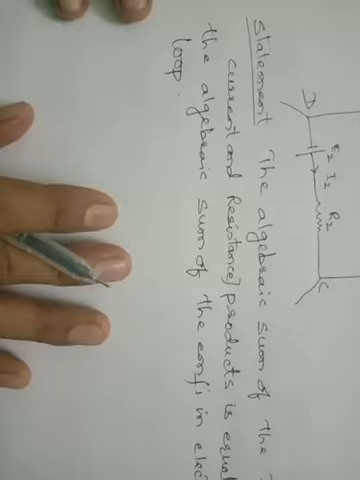 D E2 I2 R2 C
Statement The algebraic sum of the
current and Resistance] products is equal
the algebraic sum of the emf's in elec
loop.